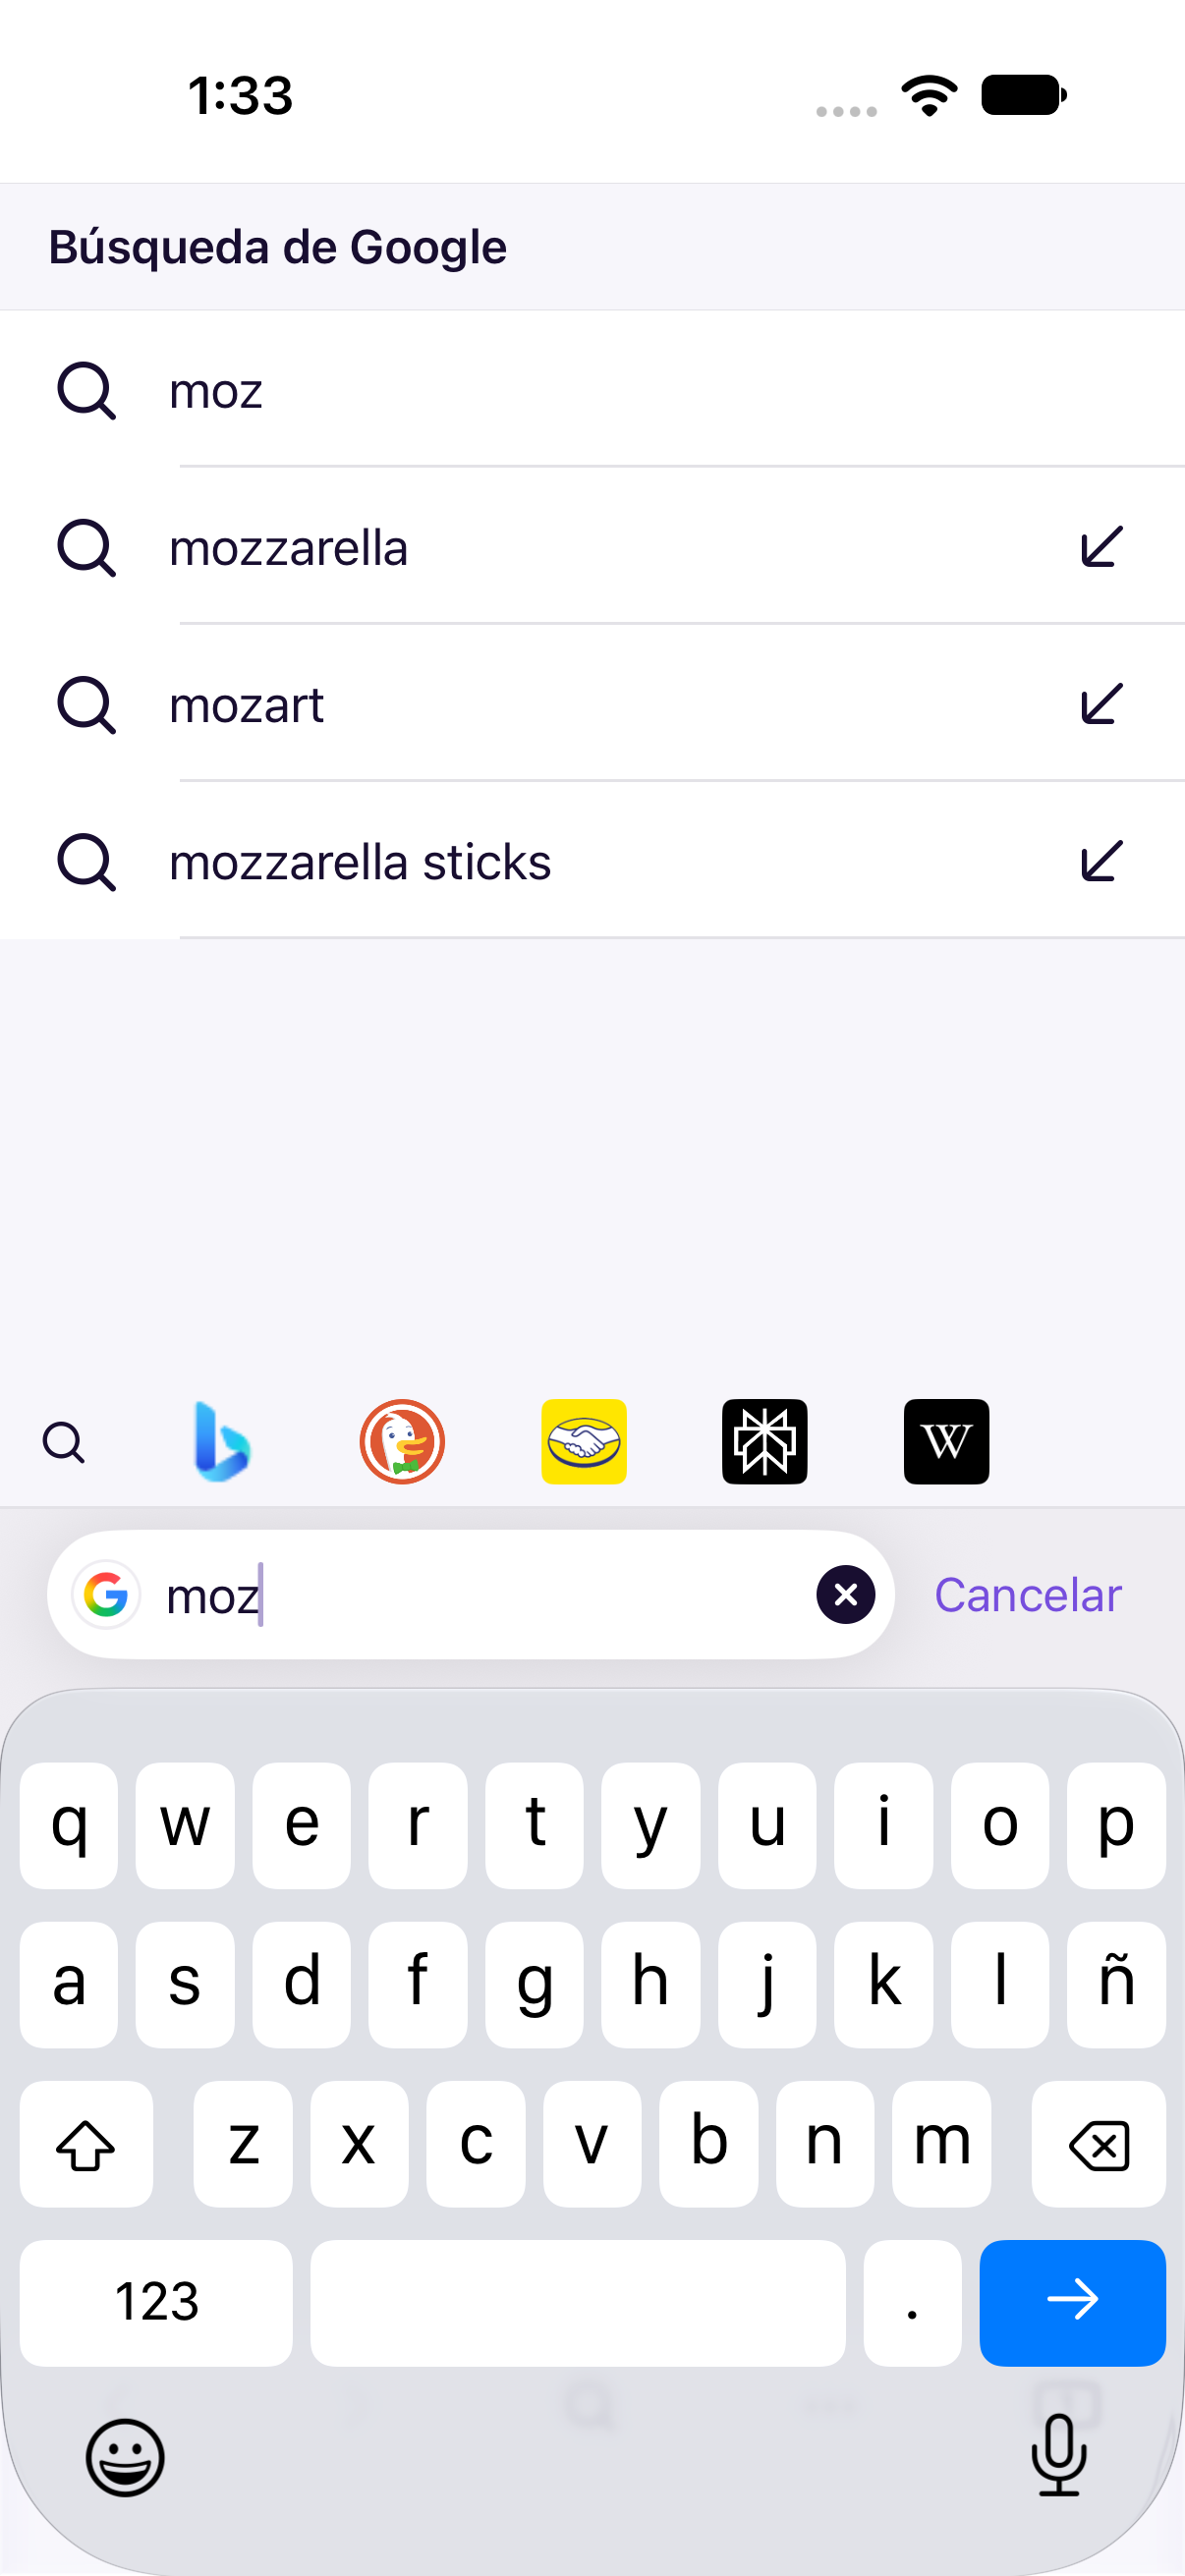 1:33
Búsqueda de Google
moz
mozzarella
mozart
mozzarella sticks
W
moz
Cancelar
q w e r t y u i o p
a s d f g h j k l ñ
z x c v b n m
123 .